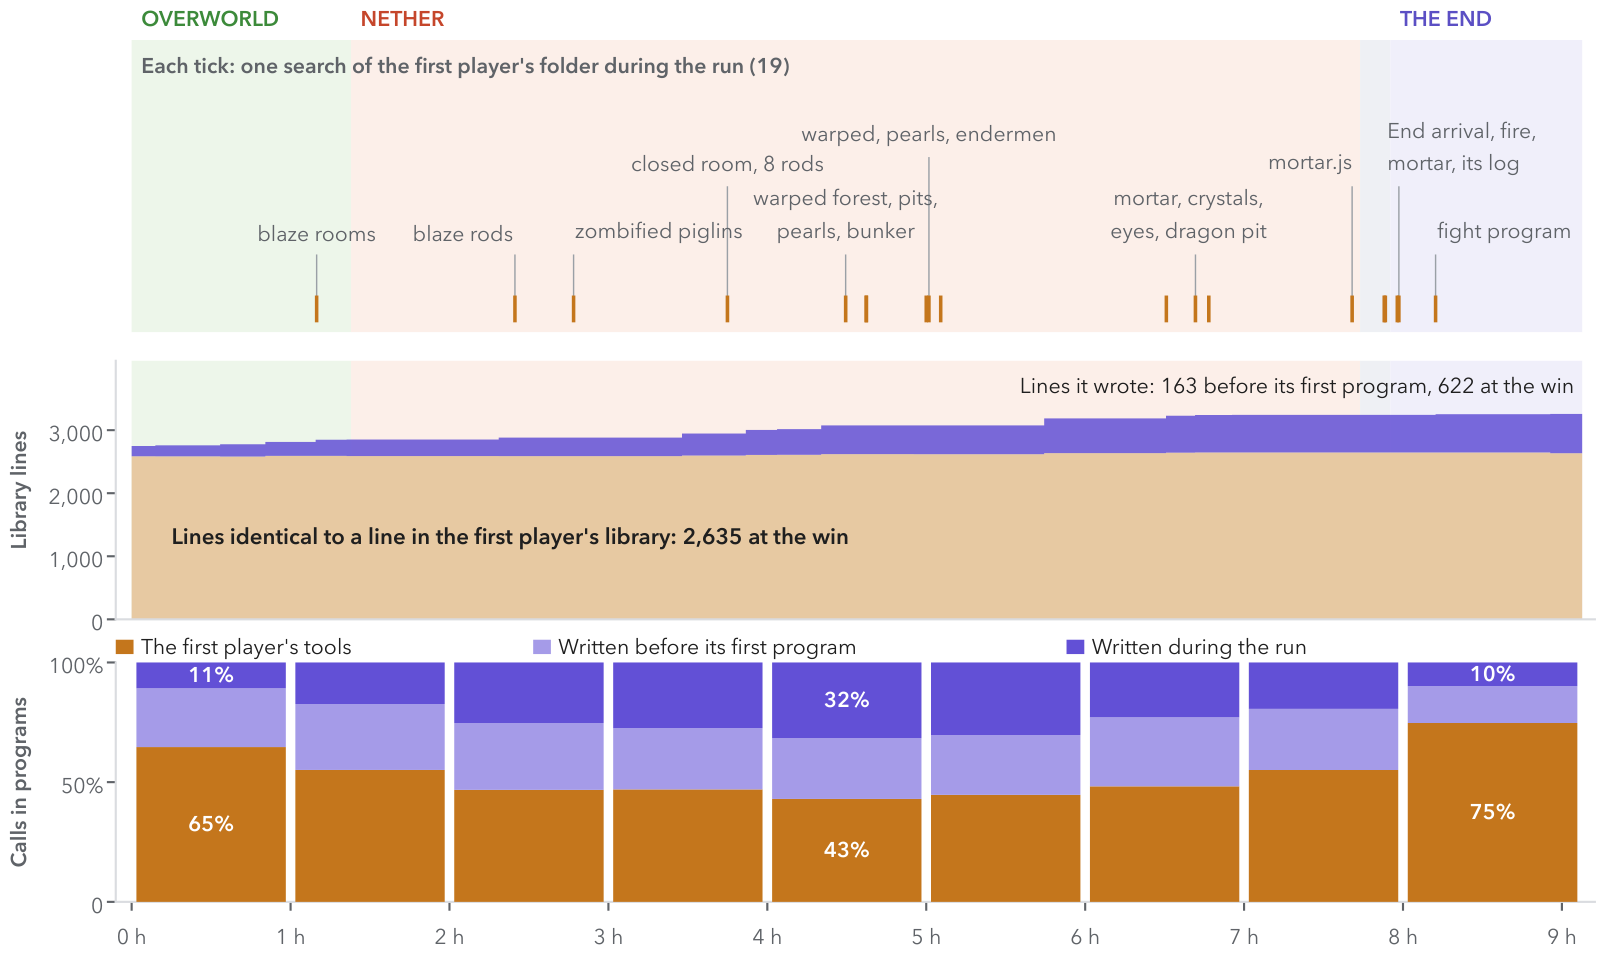 OVERWORLD
NETHER
THE END
Each tick: one search of the first player's folder during the run (19)
warped, pearls, endermen
End arrival, fire,
mortar, its log
closed room, 8 rods
mortar.js
warped forest, pits,
pearls, bunker
mortar, crystals,
eyes, dragon pit
blaze rooms
blaze rods
zombified piglins
fight program
Lines it wrote: 163 before its first program, 622 at the win
Library lines
3,000
2,000
1,000
0
Lines identical to a line in the first player's library: 2,635 at the win
The first player's tools
Written before its first program
Written during the run
Calls in programs
100%
50%
0
11%
65%
32%
43%
10%
75%
0 h
1 h
2 h
3 h
4 h
5 h
6 h
7 h
8 h
9 h